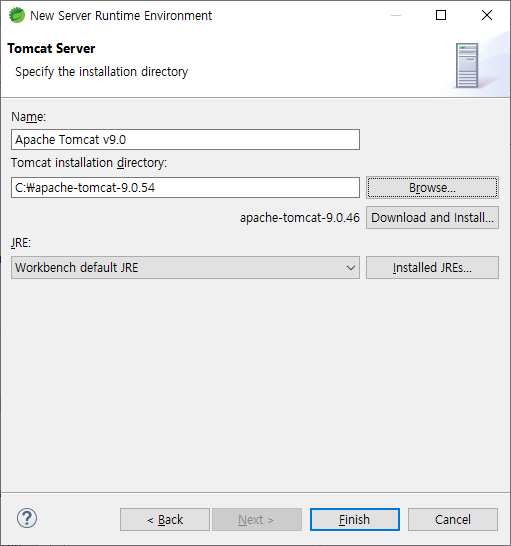 New Server Runtime Environment
Tomcat Server
Specify the installation directory
Name:
Apache Tomcat v9.0
Tomcat installation directory:
C:₩apache-tomcat-9.0.54
Browse...
apache-tomcat-9.0.46
Download and Install...
JRE:
Workbench default JRE
Installed JREs...
?
< Back
Next >
Finish
Cancel